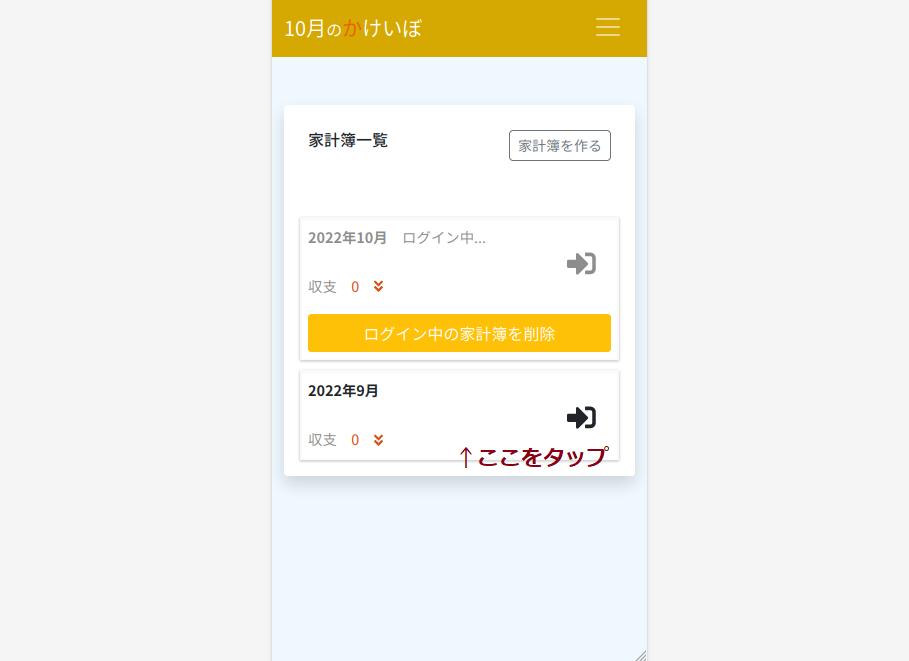 10月のかけいぼ
家計簿一覧
家計簿を作る
2022年10月 ログイン中...
収支 0
ログイン中の家計簿を削除
2022年9月
収支 0
↑ここをタップ